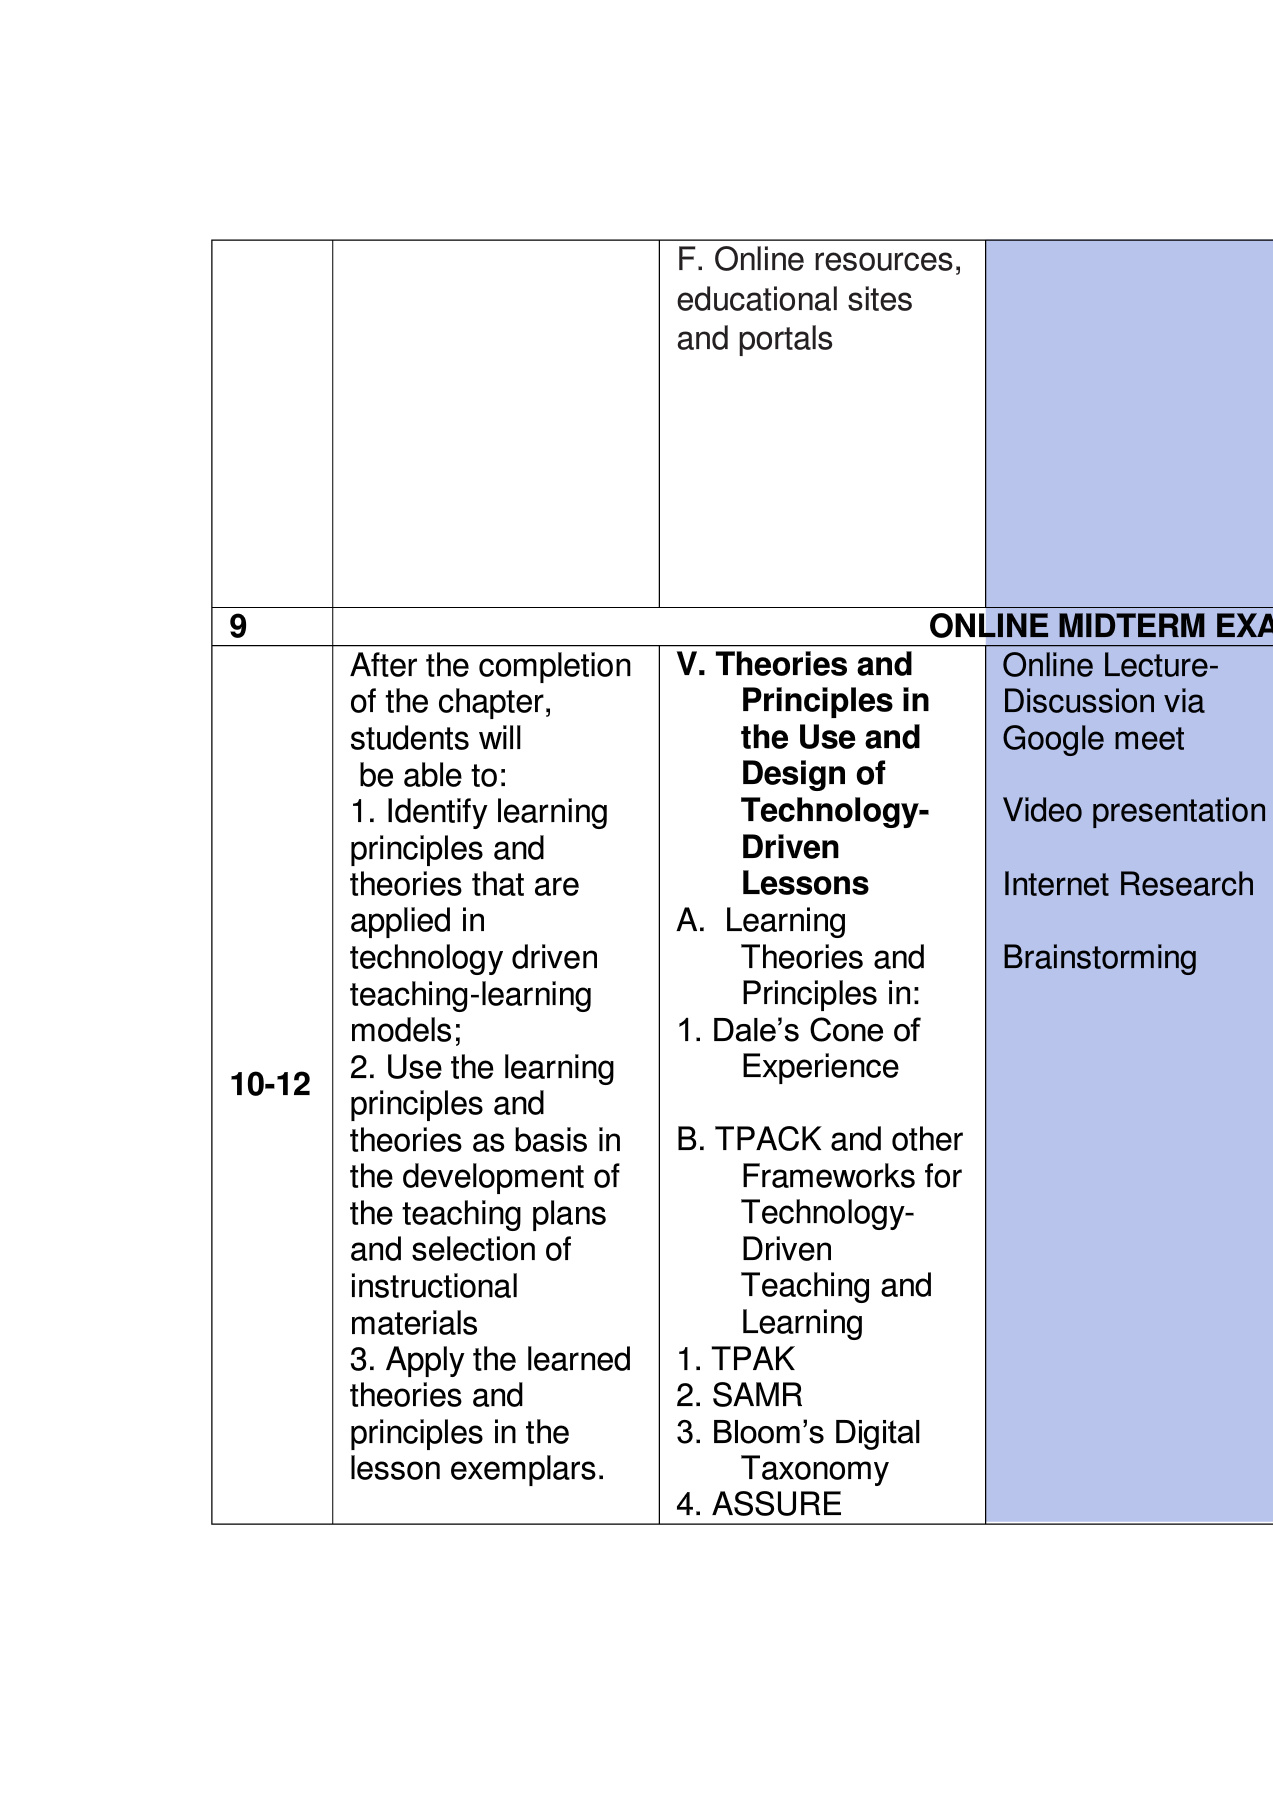 F. Online resources,
educational sites
and portals
9
ONLINE MIDTERM EXA
10-12
After the completion
of the chapter,
students will
be able to:
1. Identify learning
principles and
theories that are
applied in
technology driven
teaching-learning
models;
2. Use the learning
principles and
theories as basis in
the development of
the teaching plans
and selection of
instructional
materials
3. Apply the learned
theories and
principles in the
lesson exemplars.
V. Theories and
Principles in
the Use and
Design of
Technology-
Driven
Lessons
A. Learning
Theories and
Principles in:
1. Dale’s Cone of
Experience
B. TPACK and other
Frameworks for
Technology-
Driven
Teaching and
Learning
1. TPAK
2. SAMR
3. Bloom’s Digital
Taxonomy
4. ASSURE
Online Lecture-
Discussion via
Google meet
Video presentation
Internet Research
Brainstorming